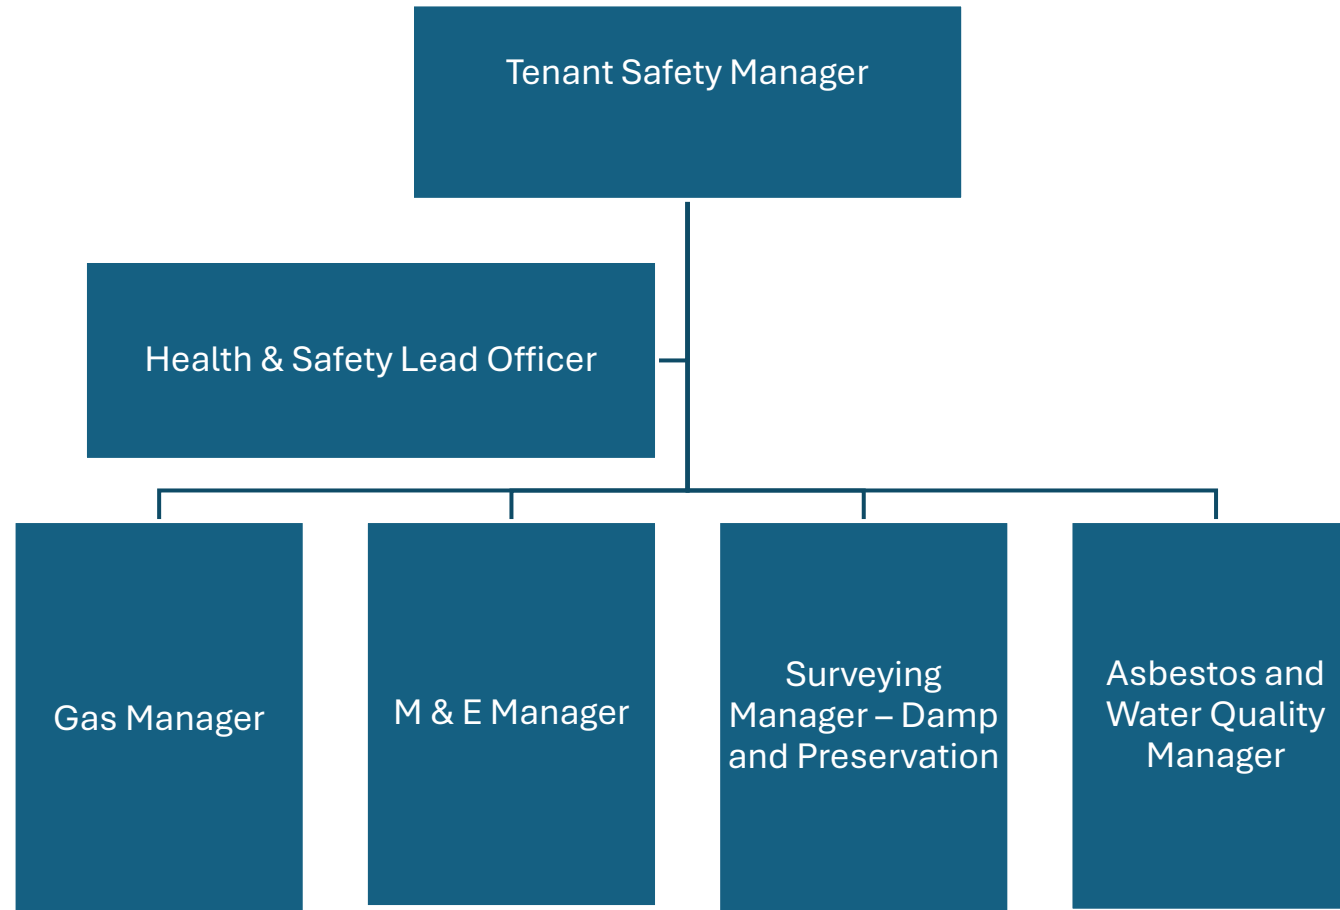 Tenant Safety Manager
Health & Safety Lead Officer
Gas Manager
M & E Manager
Surveying
Manager – Damp
and Preservation
Asbestos and
Water Quality
Manager